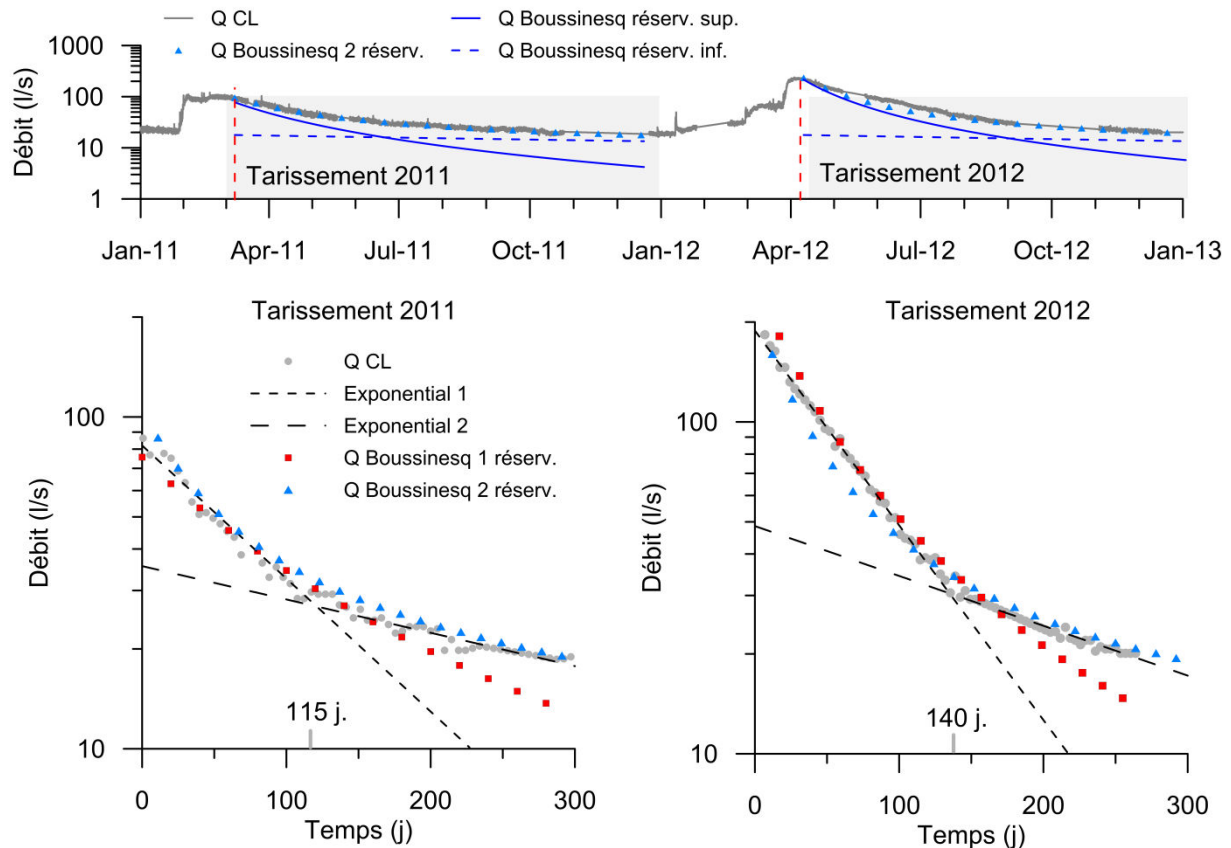 Q CL
Q Boussinesq réserv. sup.
Q Boussinesq 2 réserv.
Q Boussinesq réserv. inf.
Débit (l/s)
1000
100
10
1
Tarissement 2011
Tarissement 2012
Jan-11
Apr-11
Jul-11
Oct-11
Jan-12
Apr-12
Jul-12
Oct-12
Jan-13
Tarissement 2011
Q CL
Exponential 1
Exponential 2
Q Boussinesq 1 réserv.
Q Boussinesq 2 réserv.
Débit (l/s)
100
10
115 j.
0
100
200
300
Temps (j)
Tarissement 2012
Débit (l/s)
100
10
140 j.
0
100
200
300
Temps (j)